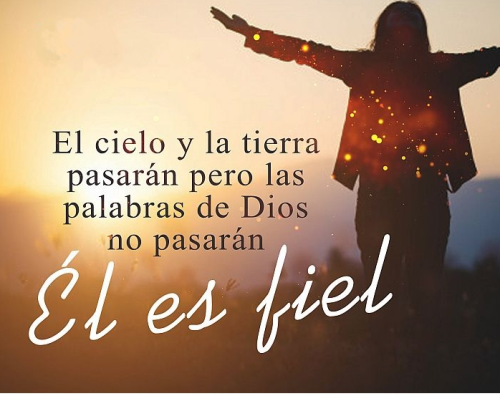 El cielo y la tierra
pasarán pero las
palabras de Dios
no pasarán
Él es fiel